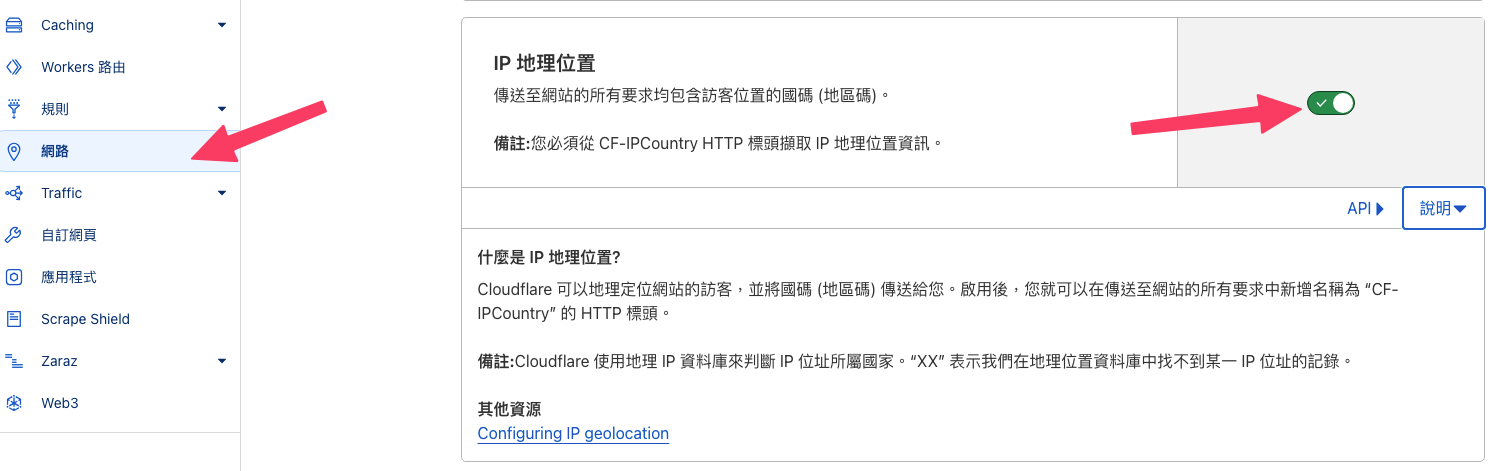 Caching
Workers 路由
規則
網路
Traffic
自訂網頁
應用程式
Scrape Shield
Zaraz
Web3
IP 地理位置
傳送至網站的所有要求均包含訪客位置的國碼 (地區碼)。
備註:您必須從 CF-IPCountry HTTP 標頭擷取 IP 地理位置資訊。
API
說明
什麼是 IP 地理位置?
Cloudflare 可以地理定位網站的訪客，並將國碼 (地區碼) 傳送給您。啟用後，您就可以在傳送至網站的所有要求中新增名稱為 “CF-
IPCountry” 的 HTTP 標頭。
備註:Cloudflare 使用地理 IP 資料庫來判斷 IP 位址所屬國家。“XX” 表示我們在地理位置資料庫中找不到某一 IP 位址的記錄。
其他資源
Configuring IP geolocation